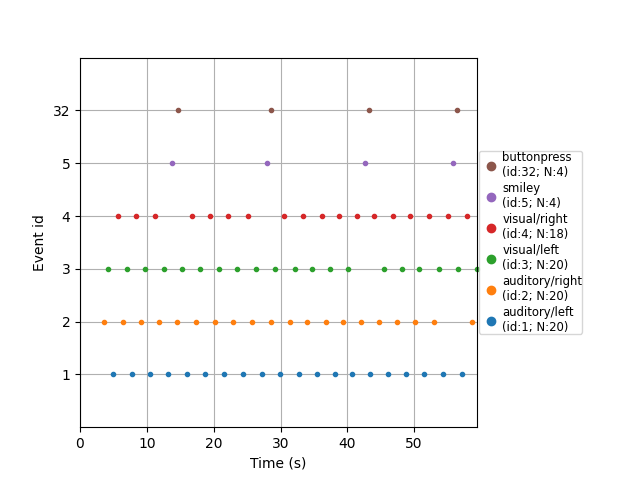 32
5
4
3
2
1
Event id
0 10 20 30 40 50
Time (s)
buttonpress
(id:32; N:4)
smiley
(id:5; N:4)
visual/right
(id:4; N:18)
visual/left
(id:3; N:20)
auditory/right
(id:2; N:20)
auditory/left
(id:1; N:20)